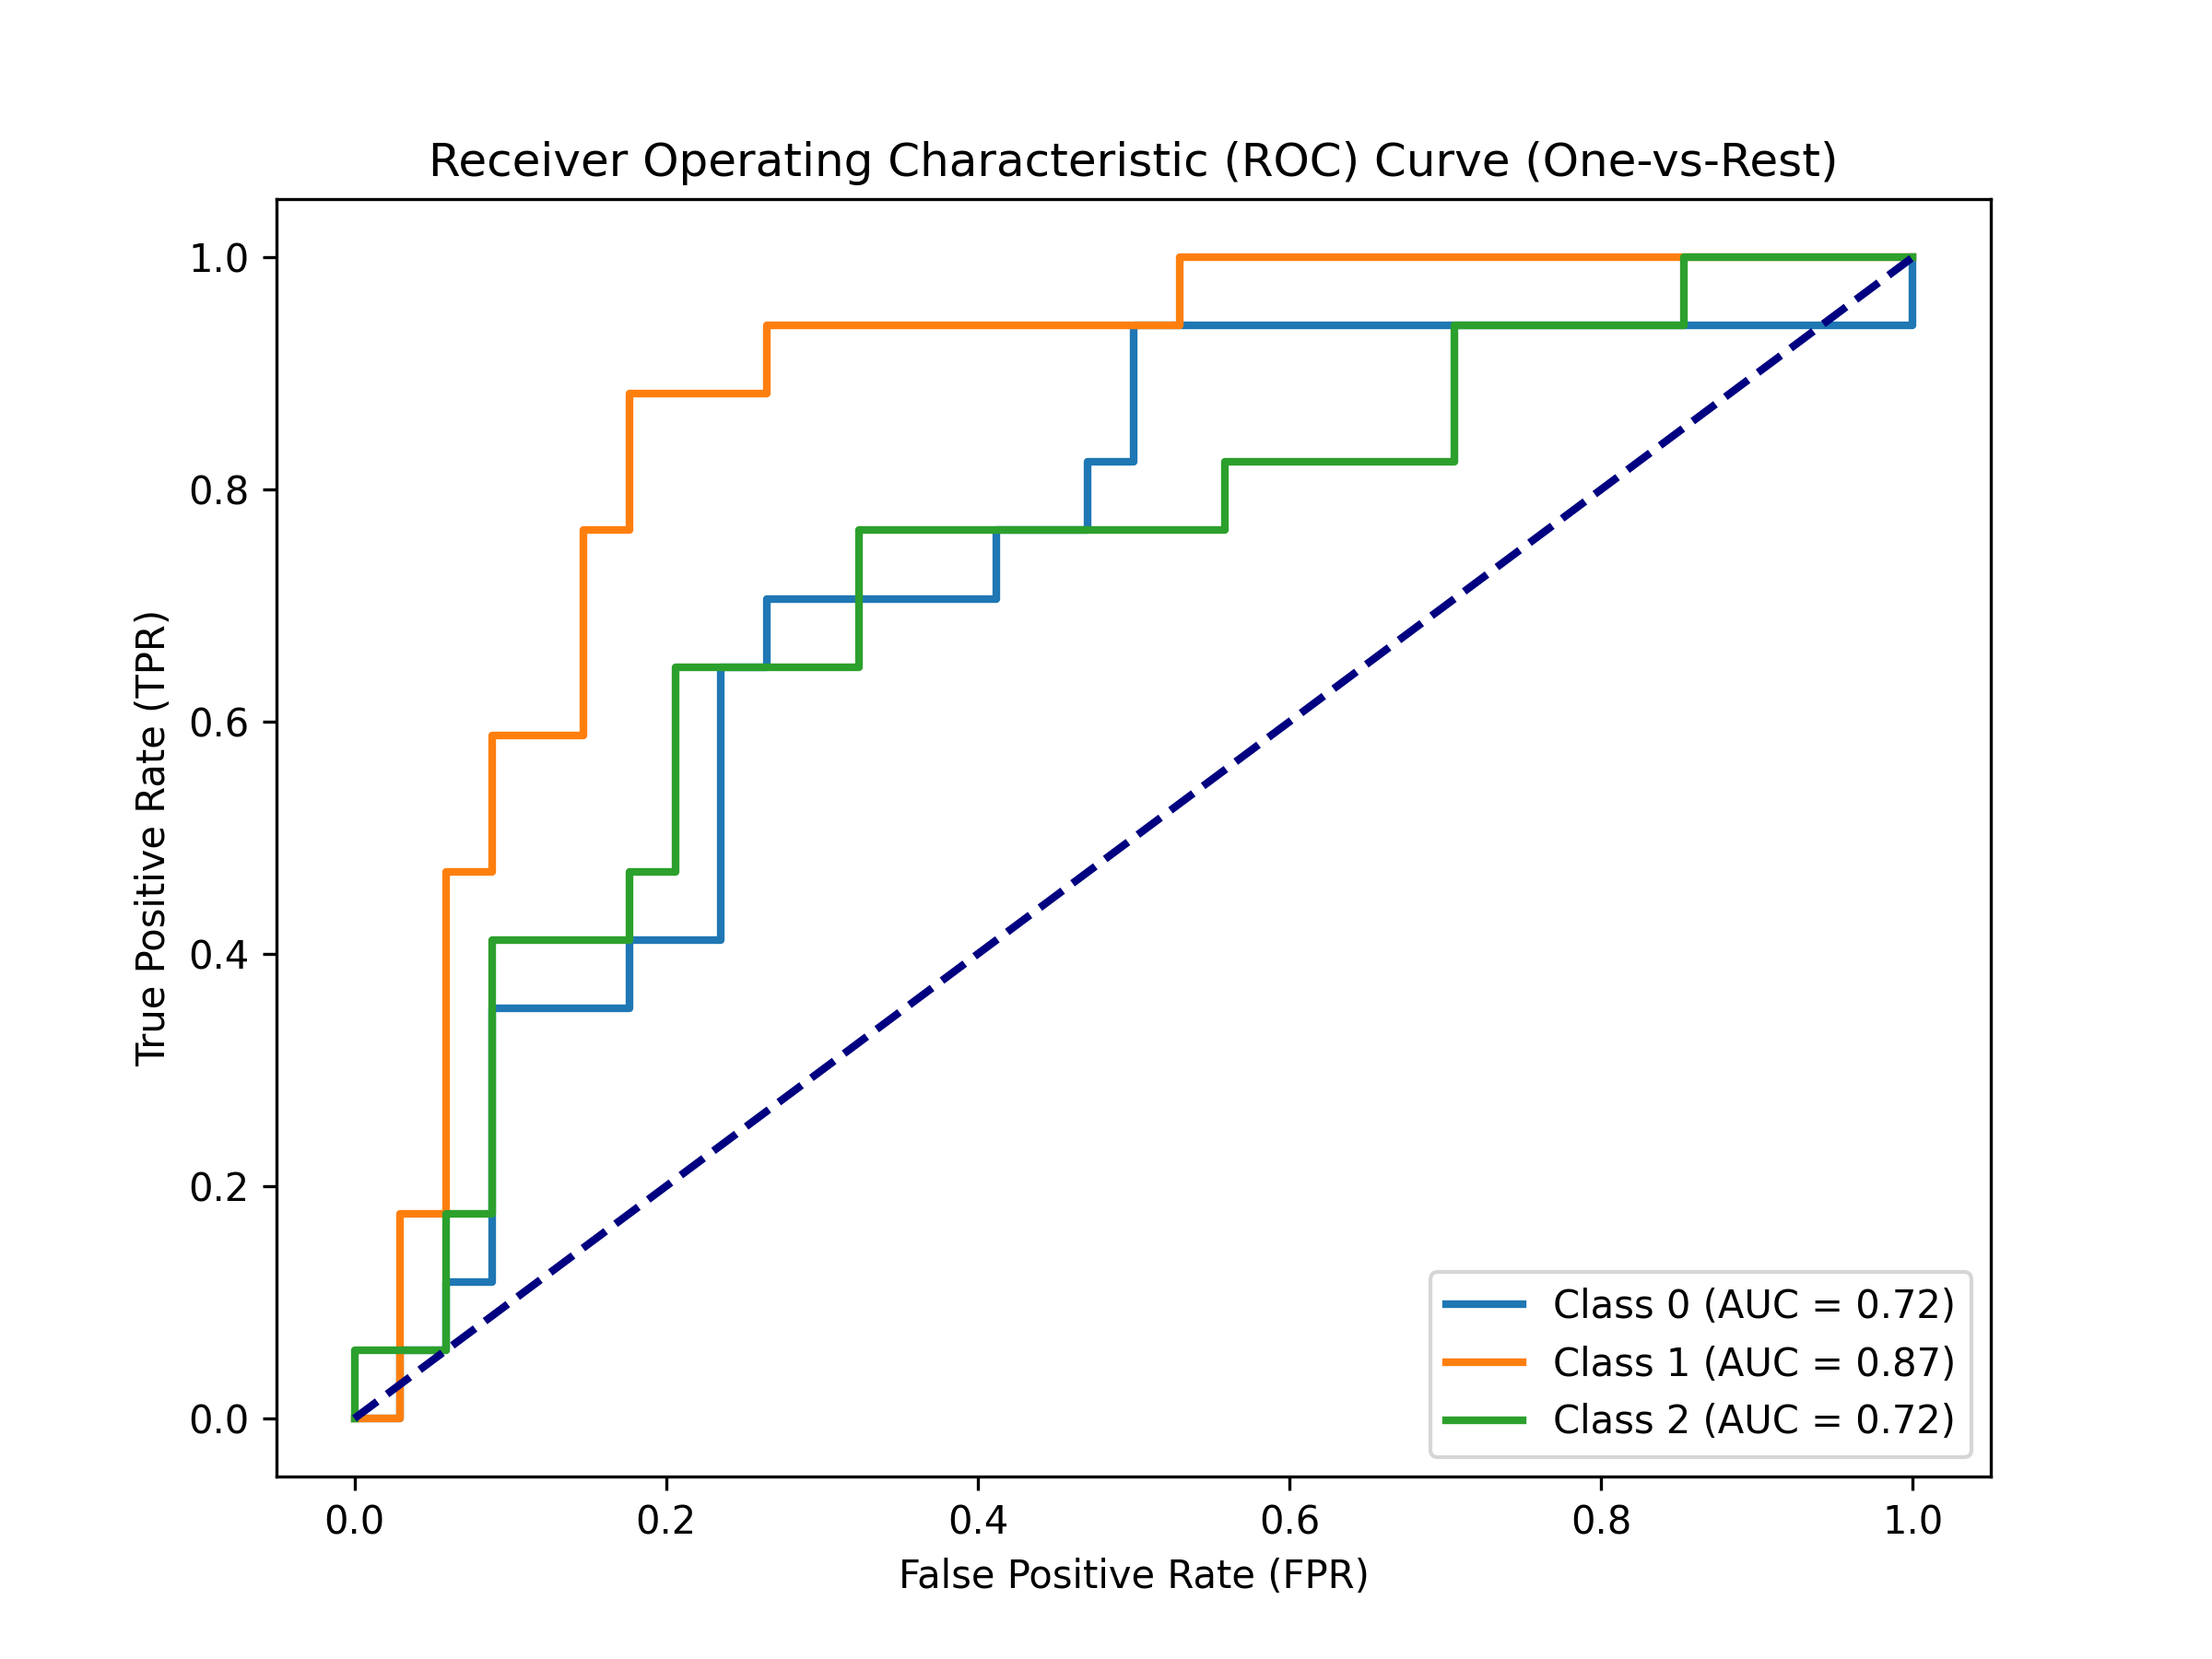 Receiver Operating Characteristic (ROC) Curve (One-vs-Rest)
True Positive Rate (TPR)
1.0
0.8
0.6
0.4
0.2
0.0
Class 0 (AUC = 0.72)
Class 1 (AUC = 0.87)
Class 2 (AUC = 0.72)
0.0 0.2 0.4 0.6 0.8 1.0
False Positive Rate (FPR)